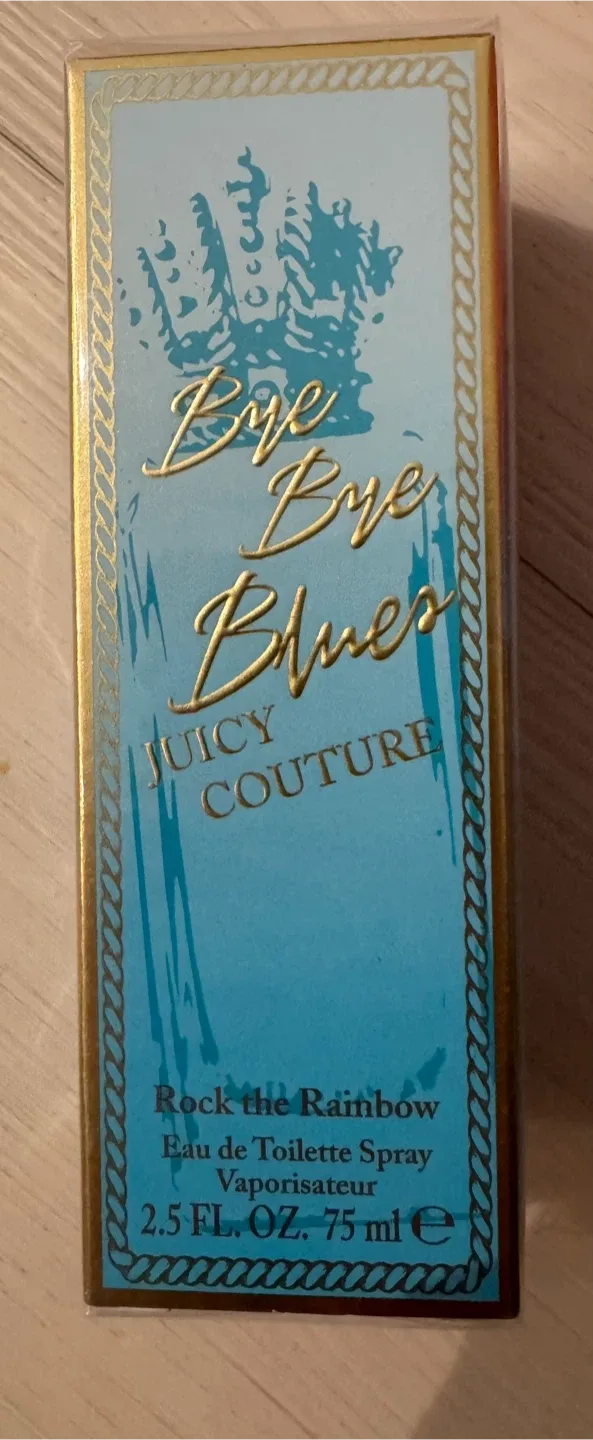 Bye
Bye
Blues
JUICY
COUTURE
Rock the Rainbow
Eau de Toilette Spray
Vaporisateur
2.5 FL. OZ. 75 ml ℮